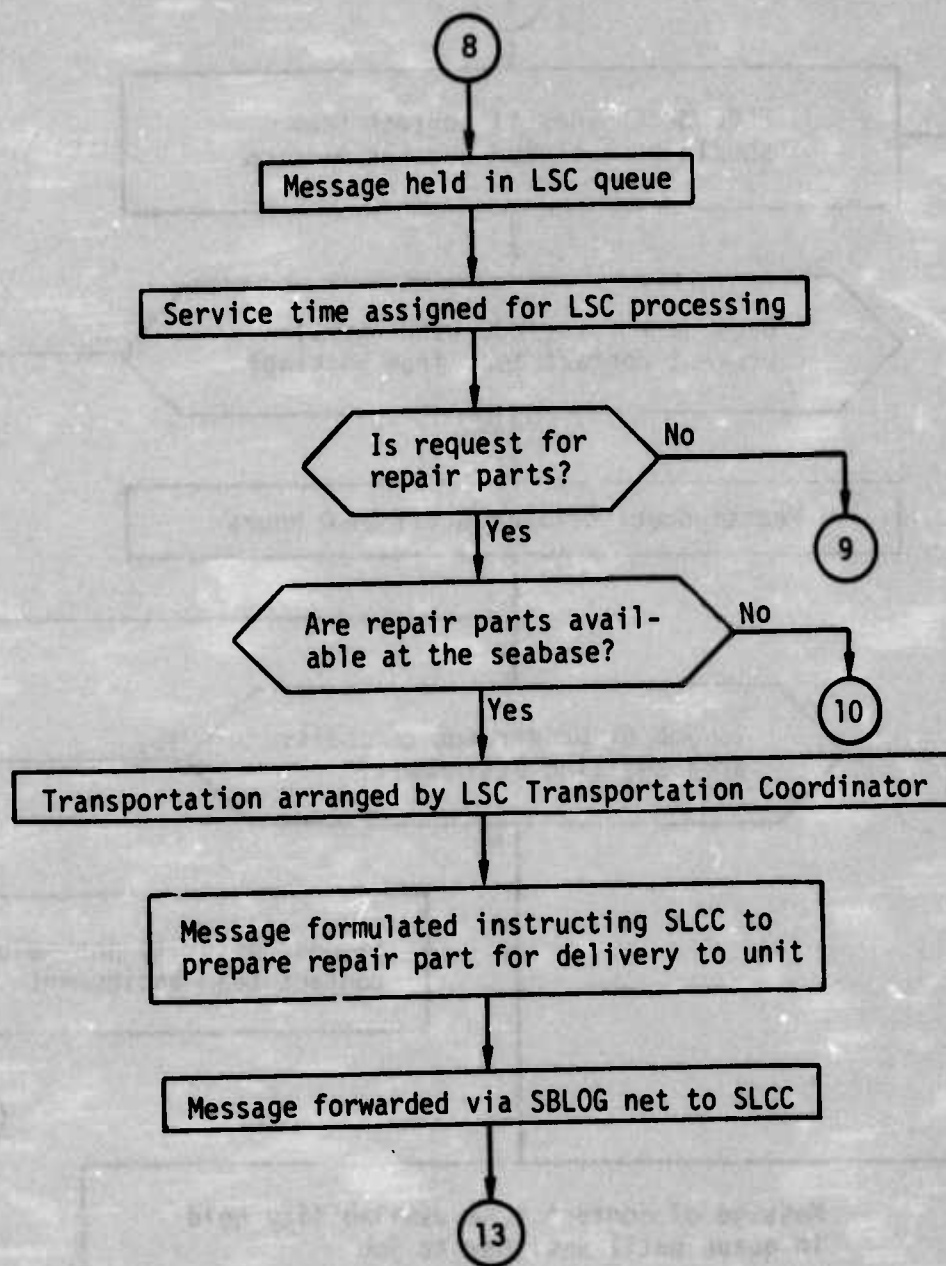 8
Message held in LSC queue
Service time assigned for LSC processing
Is request for
repair parts?
No
Yes
9
Are repair parts avail-
able at the seabase?
No
Yes
10
Transportation arranged by LSC Transportation Coordinator
Message formulated instructing SLCC to
prepare repair part for delivery to unit
Message forwarded via SBLOG net to SLCC
13